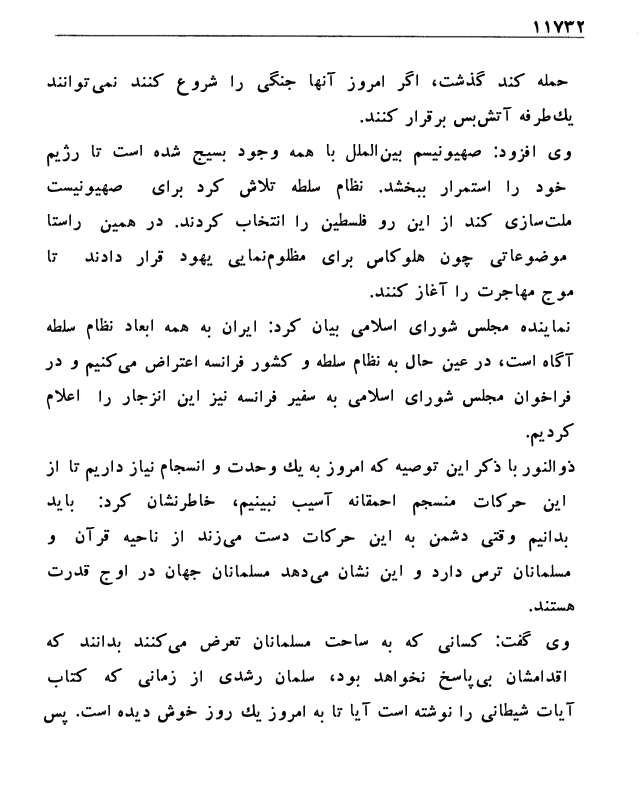 ۱۱۷۳۲
حمله کند گذشت، اگر امروز آنها جنگی را شروع کنند نمی‌توانند
یك‌طرفه آتش‌بس برقرار کنند.
وی افزود: صهیونیسم بین‌الملل با همه وجود بسیج شده است تا رژیم
خود را استمرار ببخشد. نظام سلطه تلاش کرد برای صهیونیست
ملت‌سازی کند از این رو فلسطین را انتخاب کردند. در همین راستا
موضوعاتی چون هلوکاس برای مظلوم‌نمایی یهود قرار دادند تا
موج مهاجرت را آغاز کنند.
نماینده مجلس شورای اسلامی بیان کرد: ایران به همه ابعاد نظام سلطه
آگاه است، در عین حال به نظام سلطه و کشور فرانسه اعتراض می‌کنیم و در
فراخوان مجلس شورای اسلامی به سفیر فرانسه نیز این انزجار را اعلام
کردیم.
ذوالنور با ذکر این توصیه که امروز به یك وحدت و انسجام نیاز داریم تا از
این حرکات منسجم احمقانه آسیب نبینیم، خاطرنشان کرد: باید
بدانیم وقتی دشمن به این حرکات دست می‌زند از ناحیه قرآن و
مسلمانان ترس دارد و این نشان می‌دهد مسلمانان جهان در اوج قدرت
هستند.
وی گفت: کسانی که به ساحت مسلمانان تعرض می‌کنند بدانند که
اقدامشان بی‌پاسخ نخواهد بود، سلمان رشدی از زمانی که کتاب
آیات شیطانی را نوشته است آیا تا به امروز یك روز خوش دیده است. پس